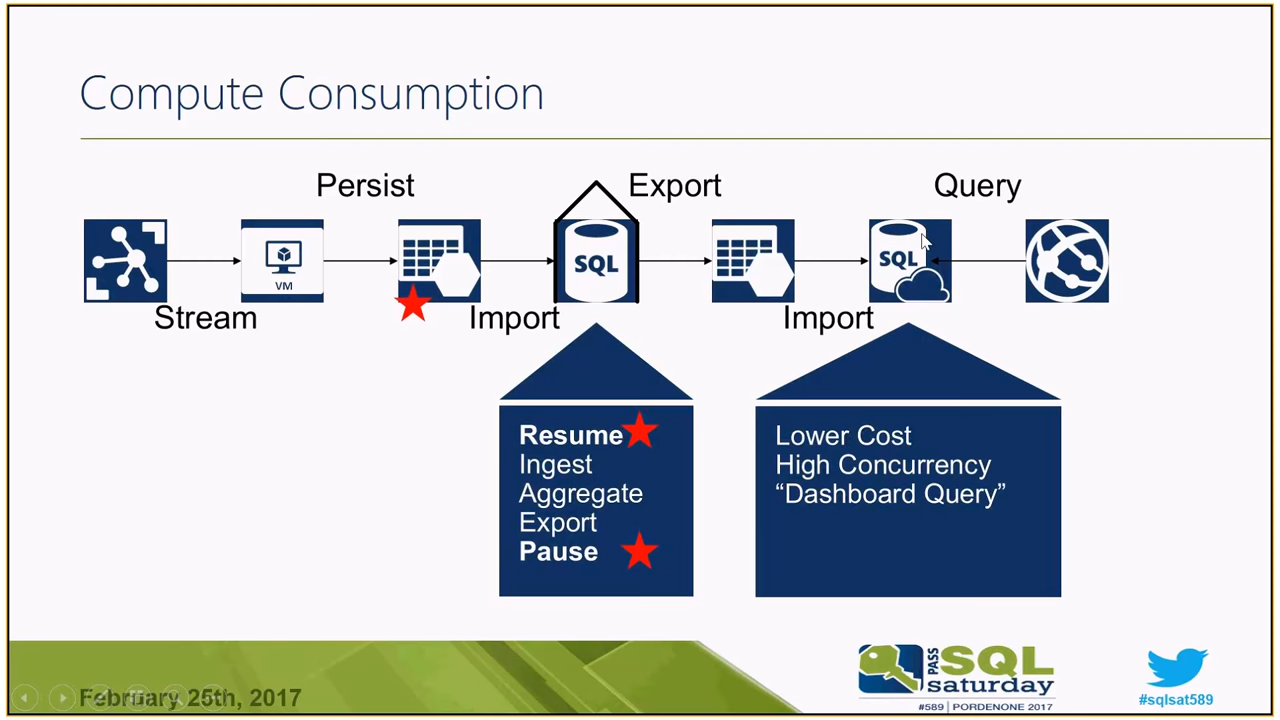 Compute Consumption
Persist
Export
Query
VM
SQL
SQL
Stream
Import
Import
Resume
Ingest
Aggregate
Export
Pause
Lower Cost
High Concurrency
“Dashboard Query”
February 25th, 2017
PASS
SQL
saturday
#589 | PORDENONE 2017
#sqlsat589